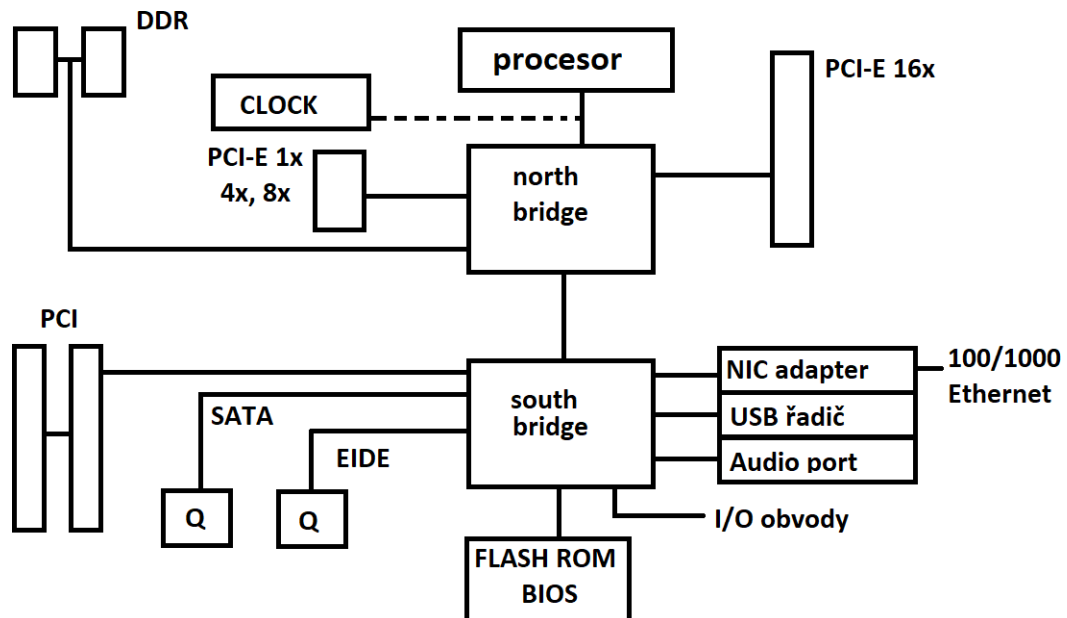 DDR
procesor
PCI-E 16x
CLOCK
PCI-E 1x
4x, 8x
north
bridge
PCI
SATA
EIDE
Q
Q
south
bridge
NIC adapter
100/1000
Ethernet
USB řadič
Audio port
I/O obvody
FLASH ROM
BIOS